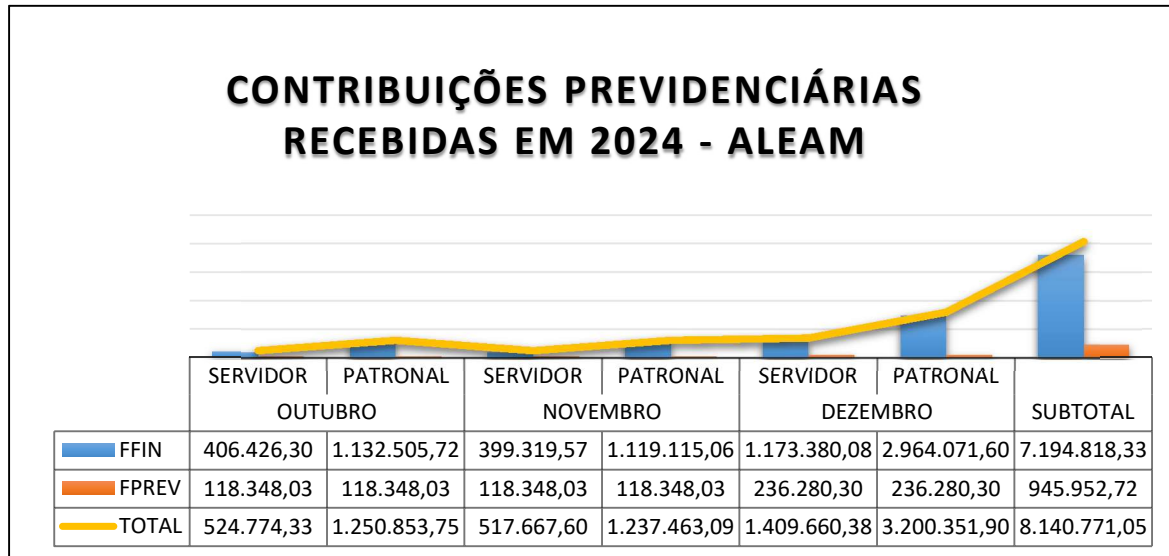 CONTRIBUIÇÕES PREVIDENCIÁRIAS
RECEBIDAS EM 2024 - ALEAM
SERVIDOR PATRONAL SERVIDOR PATRONAL SERVIDOR PATRONAL
OUTUBRO NOVEMBRO DEZEMBRO SUBTOTAL
FFIN 406.426,30 1.132.505,72 399.319,57 1.119.115,06 1.173.380,08 2.964.071,60 7.194.818,33
FPREV 118.348,03 118.348,03 118.348,03 118.348,03 236.280,30 236.280,30 945.952,72
TOTAL 524.774,33 1.250.853,75 517.667,60 1.237.463,09 1.409.660,38 3.200.351,90 8.140.771,05